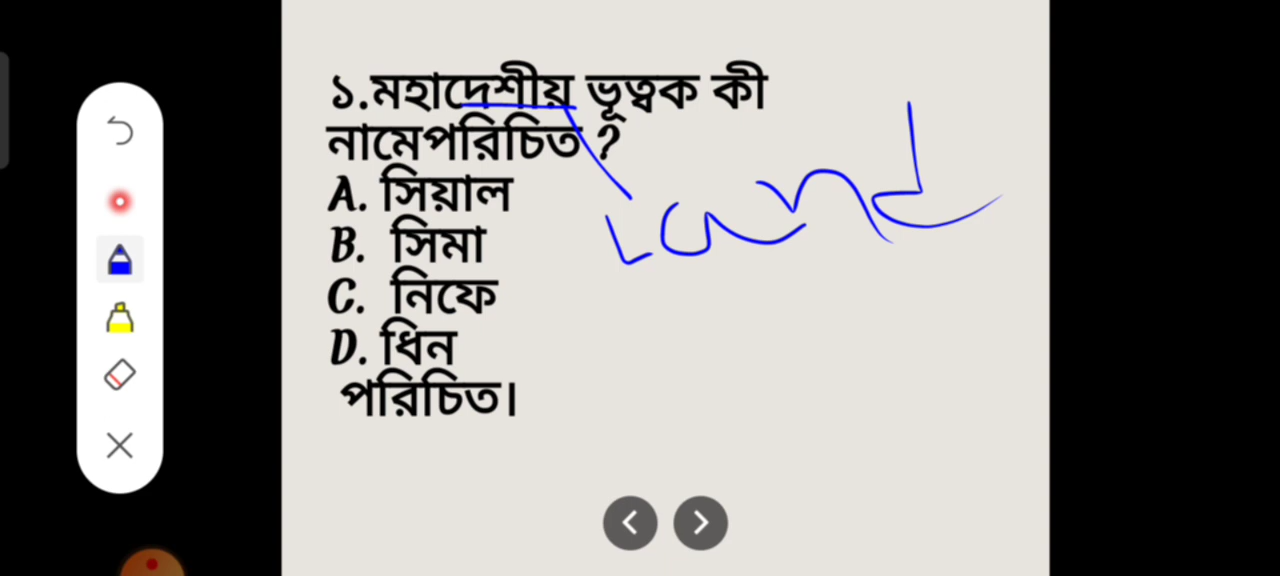 ১.মহাদেশীয় ভূত্বক কী
নামেপরিচিত ?
Land
A. সিয়াল
B. সিমা
C. নিফে
D. ধিন
পরিচিত।